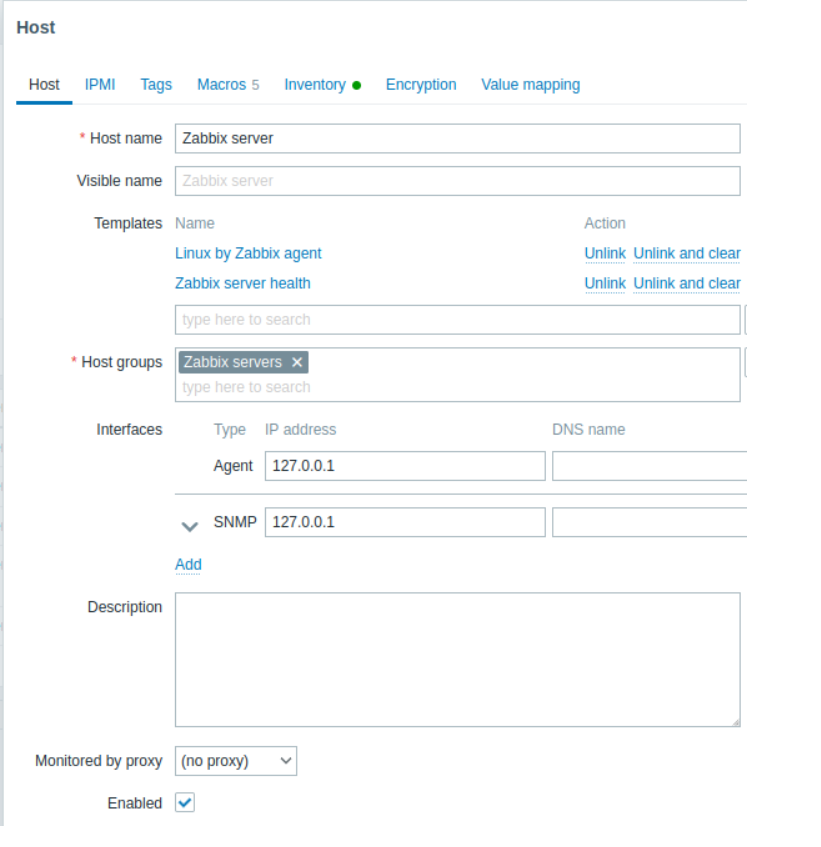 Host
Host IPMI Tags Macros 5 Inventory Encryption Value mapping
* Host name Zabbix server
Visible name Zabbix server
Templates Name Action
Linux by Zabbix agent Unlink Unlink and clear
Zabbix server health Unlink Unlink and clear
type here to search
* Host groups Zabbix servers ✕
type here to search
Interfaces Type IP address DNS name
Agent 127.0.0.1
SNMP 127.0.0.1
Add
Description
Monitored by proxy (no proxy)
Enabled